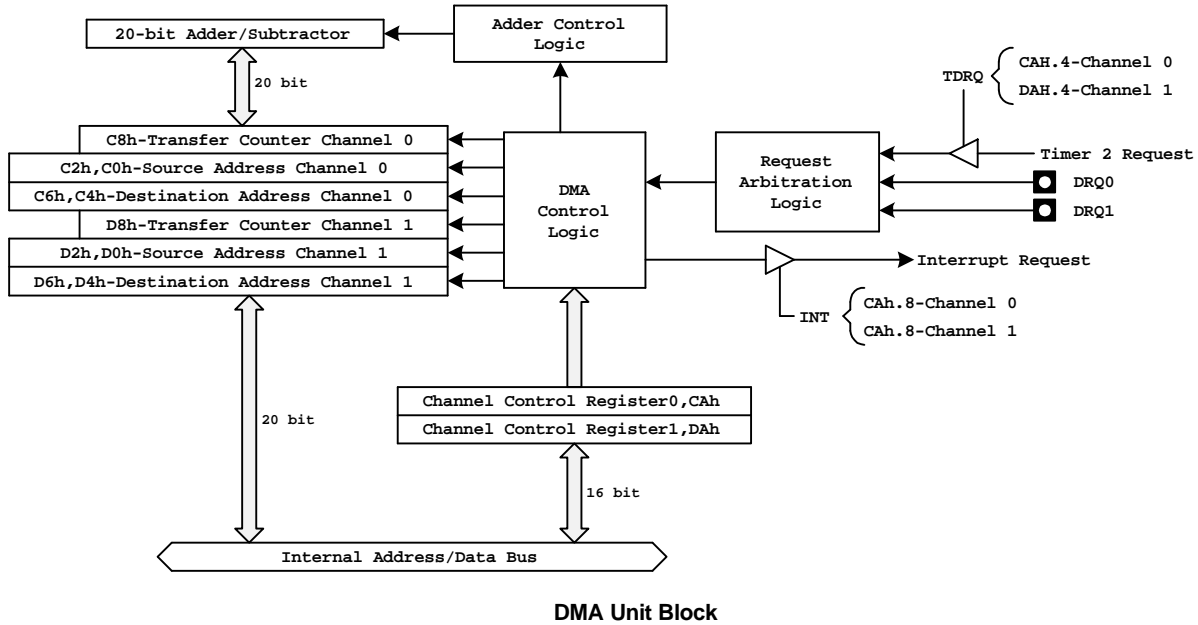 20-bit Adder/Subtractor
Adder Control
Logic
20 bit
TDRQ
CAH.4-Channel 0
DAH.4-Channel 1
C8h-Transfer Counter Channel 0
C2h,C0h-Source Address Channel 0
C6h,C4h-Destination Address Channel 0
D8h-Transfer Counter Channel 1
D2h,D0h-Source Address Channel 1
D6h,D4h-Destination Address Channel 1
DMA
Control
Logic
Request
Arbitration
Logic
Timer 2 Request
DRQ0
DRQ1
Interrupt Request
INT
CAh.8-Channel 0
CAh.8-Channel 1
Channel Control Register0,CAh
Channel Control Register1,DAh
20 bit
16 bit
Internal Address/Data Bus
DMA Unit Block